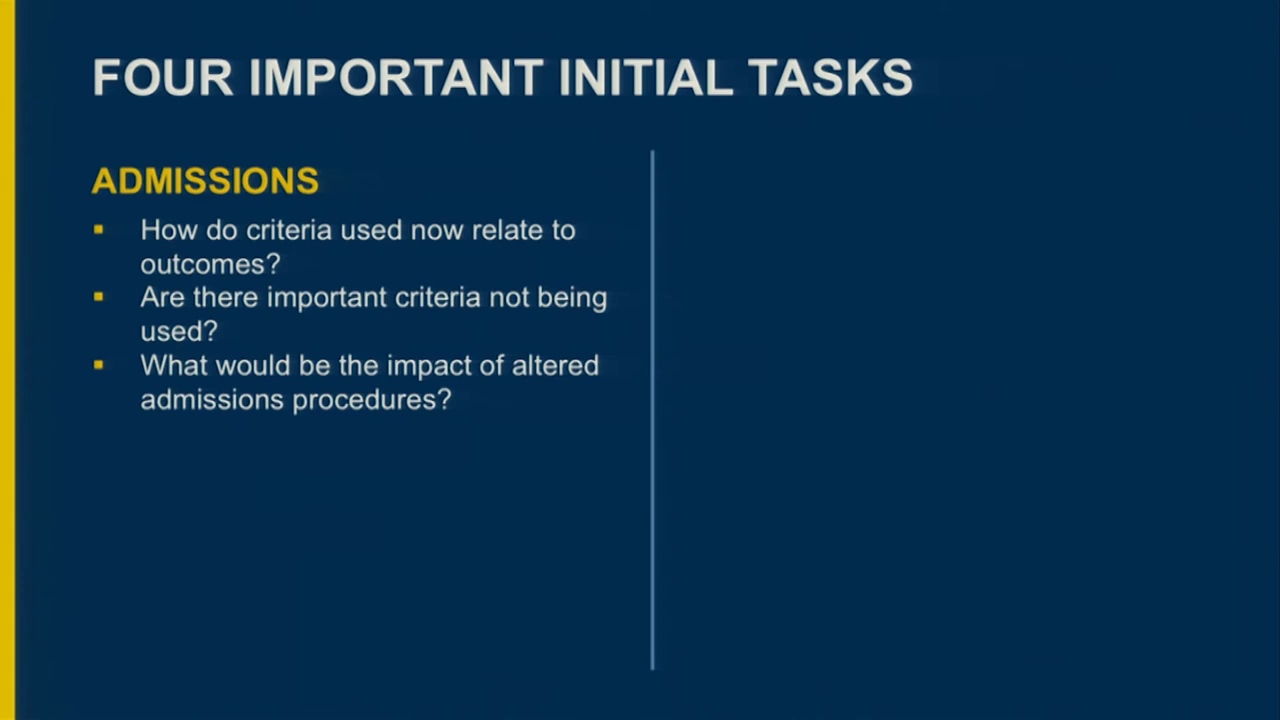 FOUR IMPORTANT INITIAL TASKS
ADMISSIONS
▪ How do criteria used now relate to
outcomes?
▪ Are there important criteria not being
used?
▪ What would be the impact of altered
admissions procedures?